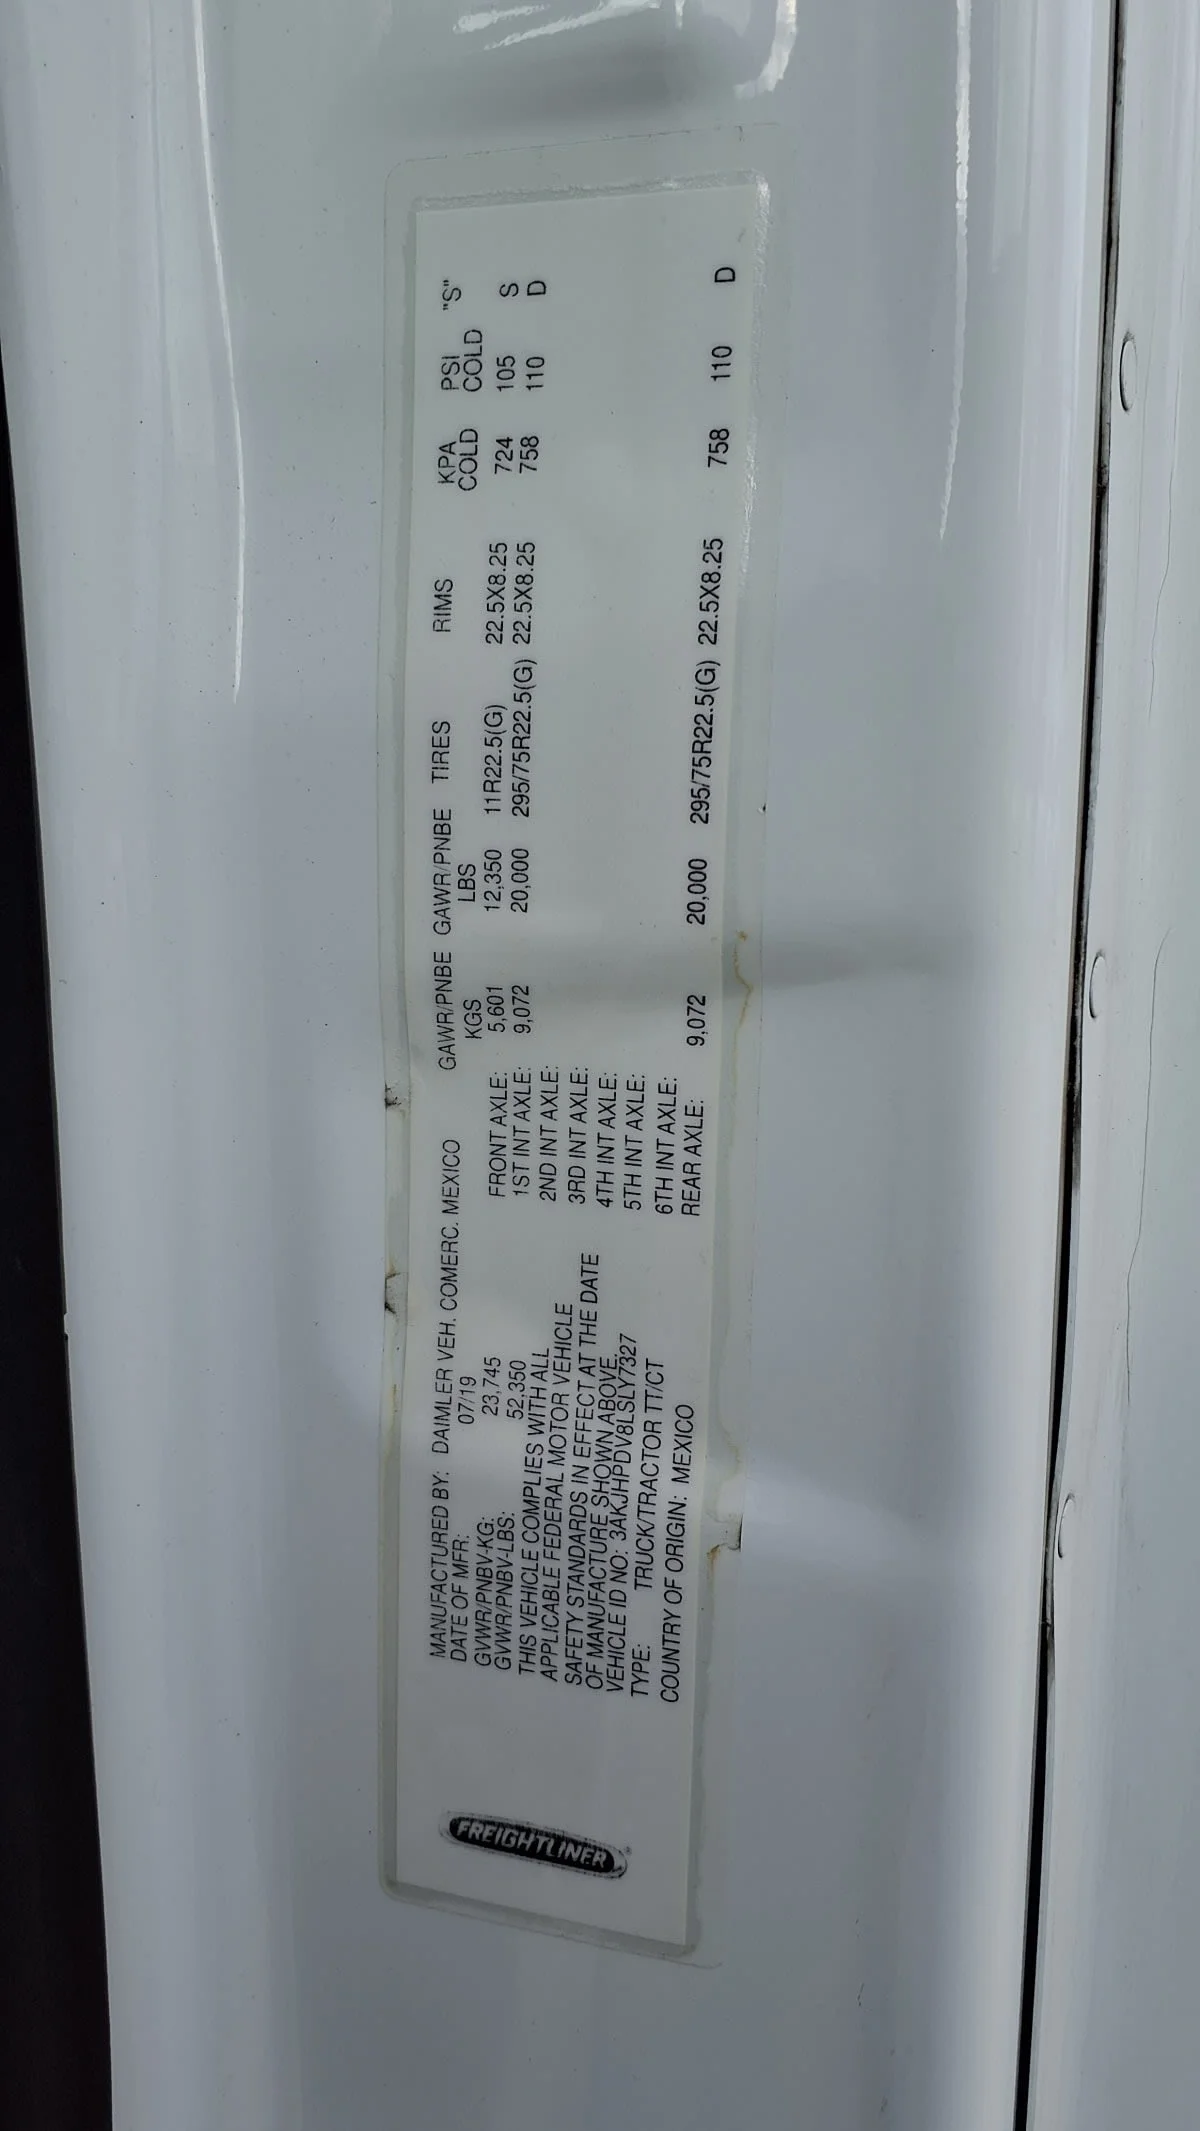 FREIGHTLINER
MANUFACTURED BY: DAIMLER VEH. COMERC. MEXICO
DATE OF MFR: 07/19
GVWR/PNBV-KG: 23,745
GVWR/PNBV-LBS: 52,350
THIS VEHICLE COMPLIES WITH ALL
APPLICABLE FEDERAL MOTOR VEHICLE
SAFETY STANDARDS IN EFFECT AT THE DATE
OF MANUFACTURE SHOWN ABOVE.
VEHICLE ID NO: 3AKJHPDV8LSLY7327
TYPE: TRUCK/TRACTOR TT/CT
COUNTRY OF ORIGIN: MEXICO
GAWR/PNBE GAWR/PNBE TIRES RIMS KPA PSI "S"
KGS LBS COLD COLD
FRONT AXLE: 5,601 12,350 11R22.5(G) 22.5X8.25 724 105 S
1ST INT AXLE: 9,072 20,000 295/75R22.5(G) 22.5X8.25 758 110 D
2ND INT AXLE:
3RD INT AXLE:
4TH INT AXLE:
5TH INT AXLE:
6TH INT AXLE:
REAR AXLE: 9,072 20,000 295/75R22.5(G) 22.5X8.25 758 110 D